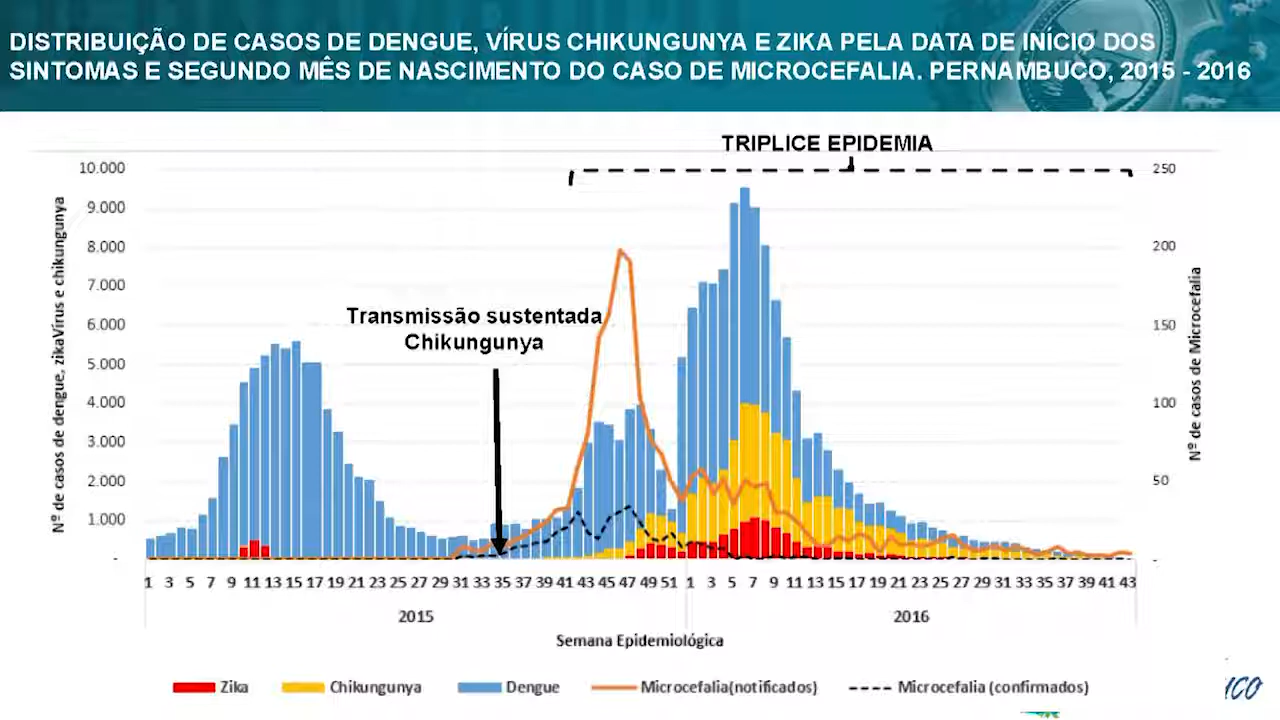 DISTRIBUIÇÃO DE CASOS DE DENGUE, VÍRUS CHIKUNGUNYA E ZIKA PELA DATA DE INÍCIO DOS
SINTOMAS E SEGUNDO MÊS DE NASCIMENTO DO CASO DE MICROCEFALIA. PERNAMBUCO, 2015 - 2016
TRIPLICE EPIDEMIA
10.000
9.000
8.000
7.000
6.000
5.000
4.000
3.000
2.000
1.000
-
Nº de casos de dengue, zikaVírus e chikungunya
Transmissão sustentada
Chikungunya
250
200
150
100
50
-
Nº de casos de Microcefalia
1 3 5 7 9 11 13 15 17 19 21 23 25 27 29 31 33 35 37 39 41 43 45 47 49 51 1 3 5 7 9 11 13 15 17 19 21 23 25 27 29 31 33 35 37 39 41 43
2015 2016
Semana Epidemiológica
Zika Chikungunya Dengue Microcefalia(notificados) Microcefalia (confirmados)